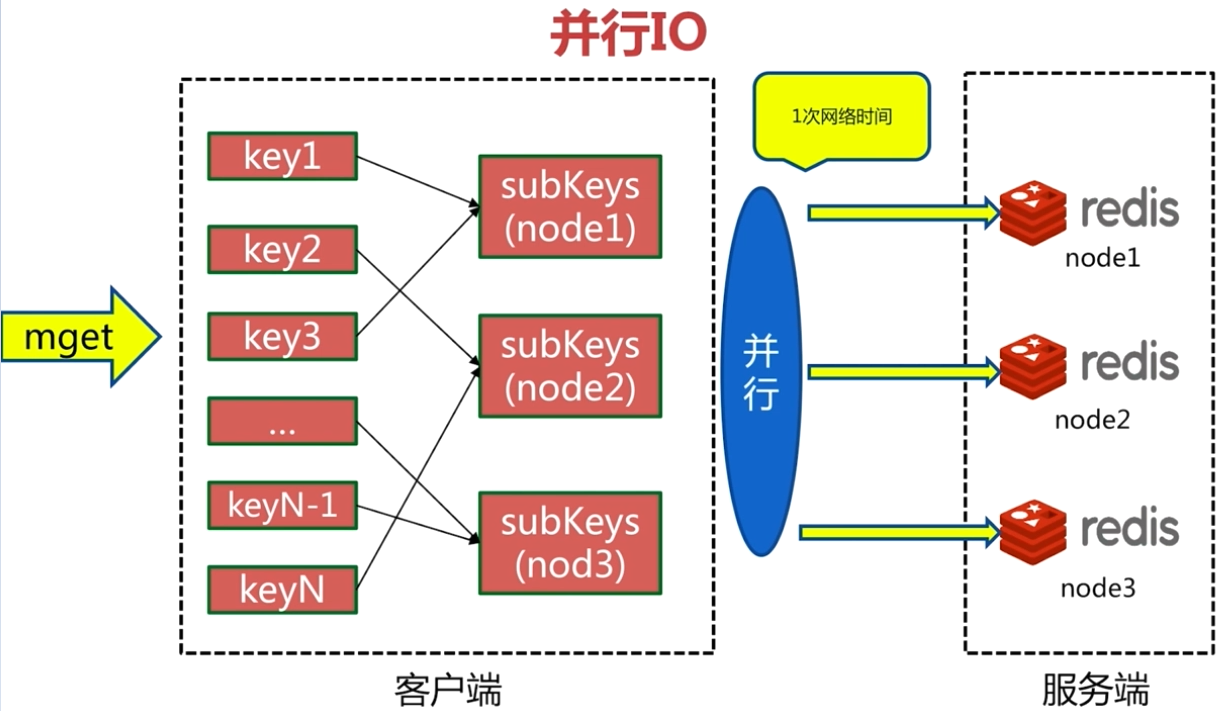 并行IO
mget
key1
key2
key3
...
keyN-1
keyN
subKeys
(node1)
subKeys
(node2)
subKeys
(nod3)
客户端
1次网络时间
并行
redis
node1
redis
node2
redis
node3
服务端